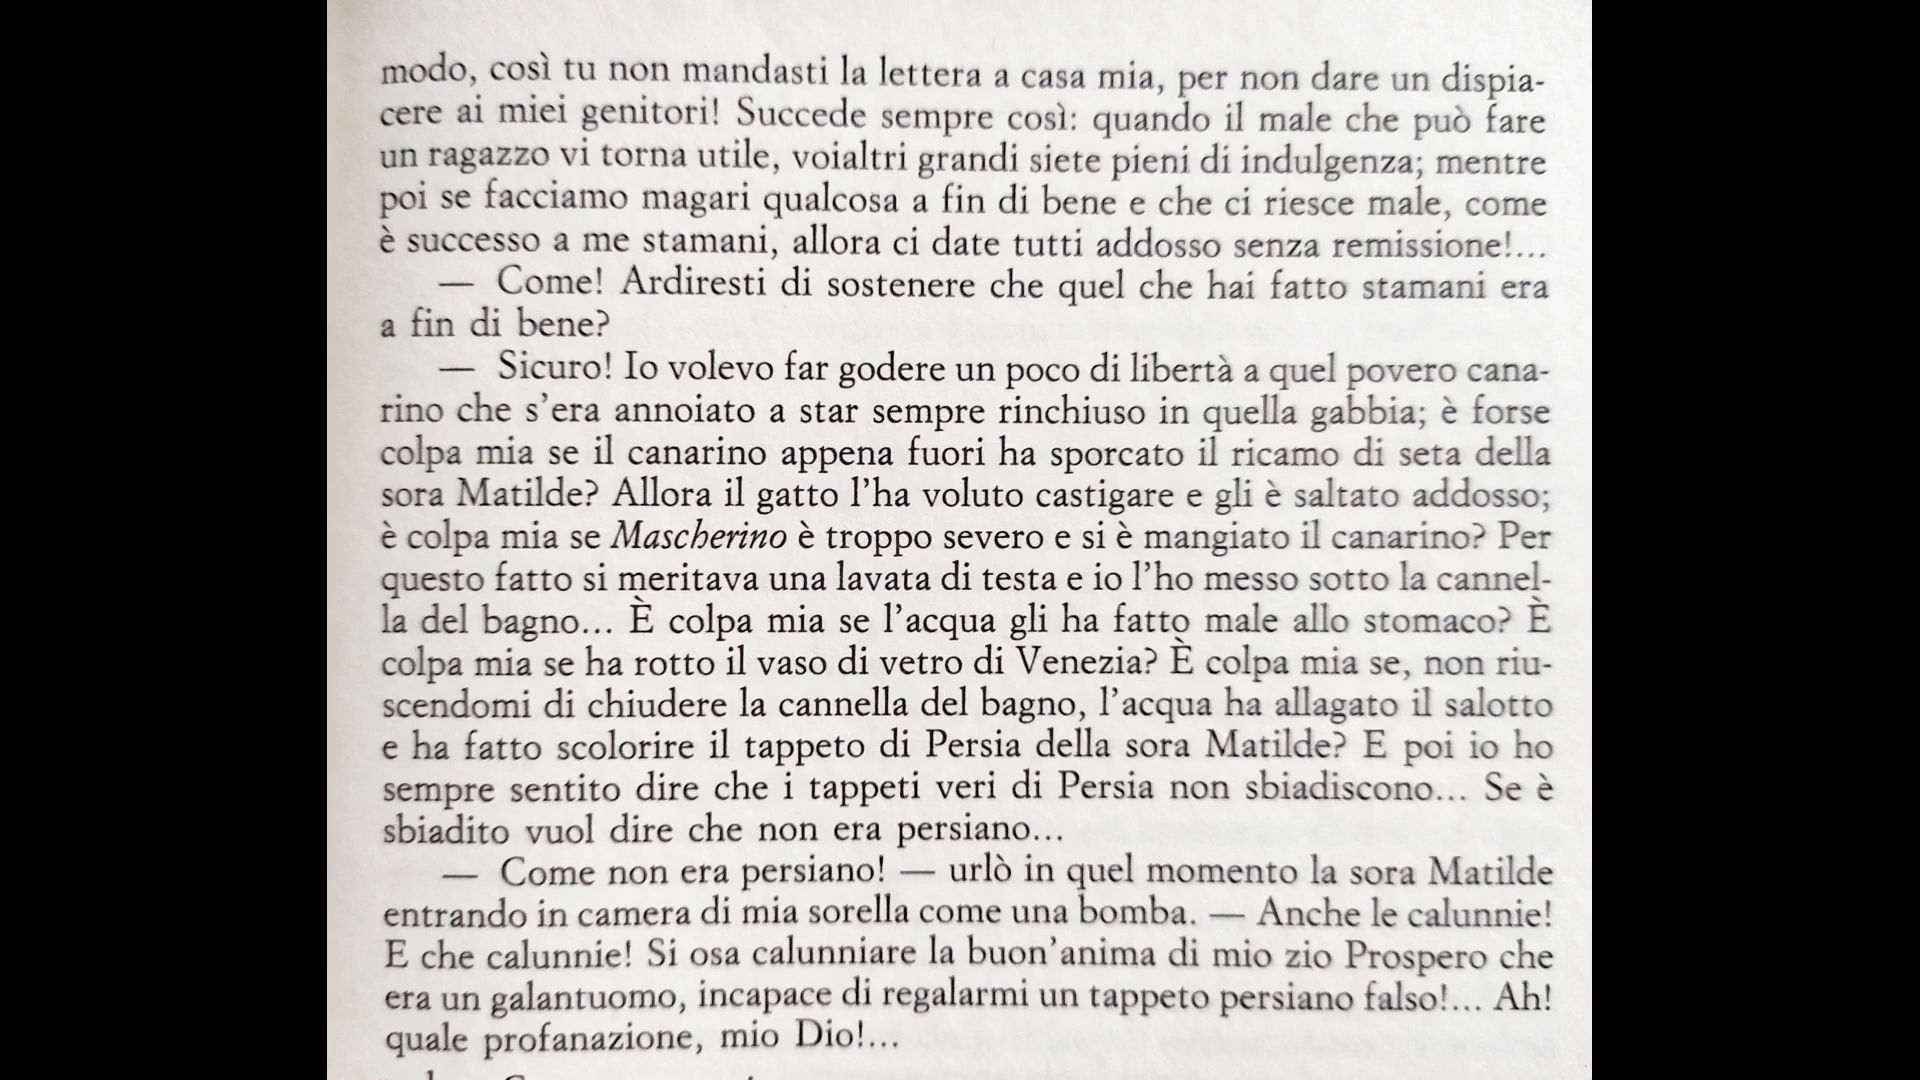 modo, così tu non mandasti la lettera a casa mia, per non dare un dispia-
cere ai miei genitori! Succede sempre così: quando il male che può fare
un ragazzo vi torna utile, voialtri grandi siete pieni di indulgenza; mentre
poi se facciamo magari qualcosa a fin di bene e che ci riesce male, come
è successo a me stamani, allora ci date tutti addosso senza remissione!...
— Come! Ardiresti di sostenere che quel che hai fatto stamani era
a fin di bene?
— Sicuro! Io volevo far godere un poco di libertà a quel povero cana-
rino che s'era annoiato a star sempre rinchiuso in quella gabbia; è forse
colpa mia se il canarino appena fuori ha sporcato il ricamo di seta della
sora Matilde? Allora il gatto l'ha voluto castigare e gli è saltato addosso;
è colpa mia se Mascherino è troppo severo e si è mangiato il canarino? Per
questo fatto si meritava una lavata di testa e io l'ho messo sotto la cannel-
la del bagno... È colpa mia se l'acqua gli ha fatto male allo stomaco? È
colpa mia se ha rotto il vaso di vetro di Venezia? È colpa mia se, non riu-
scendomi di chiudere la cannella del bagno, l'acqua ha allagato il salotto
e ha fatto scolorire il tappeto di Persia della sora Matilde? E poi io ho
sempre sentito dire che i tappeti veri di Persia non sbiadiscono... Se è
sbiadito vuol dire che non era persiano...
— Come non era persiano! — urlò in quel momento la sora Matilde
entrando in camera di mia sorella come una bomba. — Anche le calunnie!
E che calunnie! Si osa calunniare la buon'anima di mio zio Prospero che
era un galantuomo, incapace di regalarmi un tappeto persiano falso!... Ah!
quale profanazione, mio Dio!...